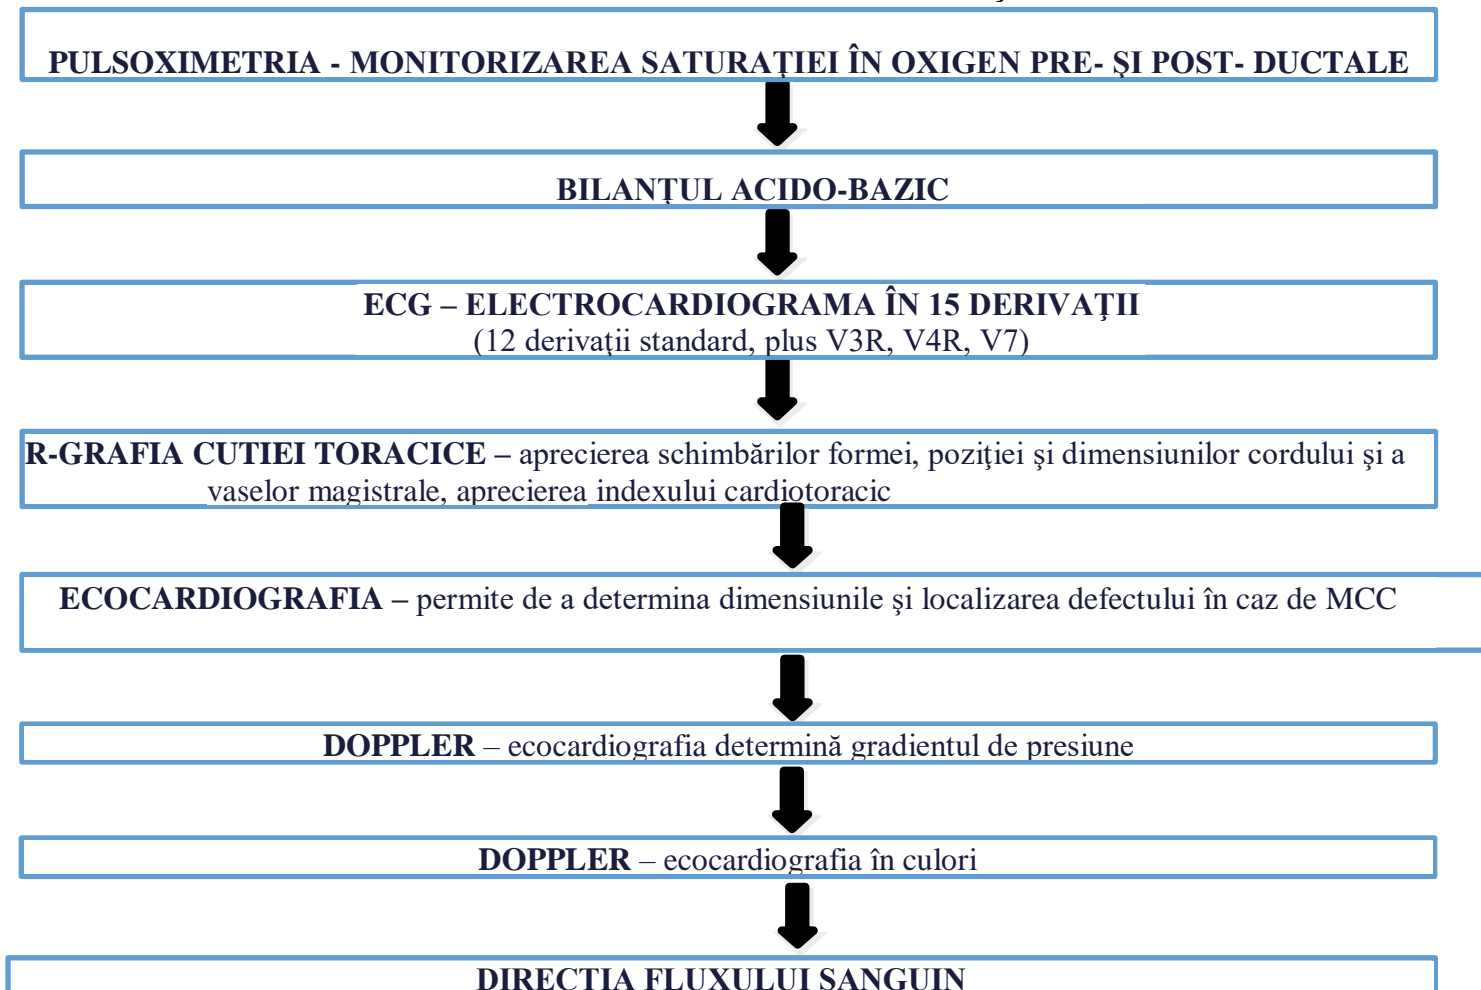 PULSOXIMETRIA - MONITORIZAREA SATURAŢIEI ÎN OXIGEN PRE- ŞI POST- DUCTALE
BILANŢUL ACIDO-BAZIC
ECG – ELECTROCARDIOGRAMA ÎN 15 DERIVAŢII
(12 derivaţii standard, plus V3R, V4R, V7)
R-GRAFIA CUTIEI TORACICE – aprecierea schimbărilor formei, poziţiei şi dimensiunilor cordului şi a
vaselor magistrale, aprecierea indexului cardiotoracic
ECOCARDIOGRAFIA – permite de a determina dimensiunile şi localizarea defectului în caz de MCC
DOPPLER – ecocardiografia determină gradientul de presiune
DOPPLER – ecocardiografia în culori
DIRECŢIA FLUXULUI SANGUIN